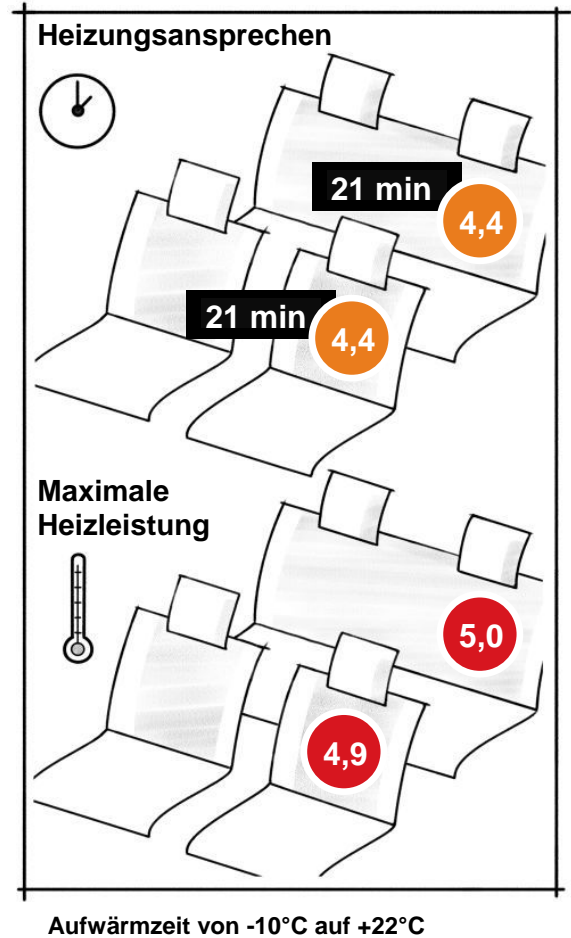 Heizungsansprechen
21 min
4,4
21 min
4,4
Maximale
Heizleistung
5,0
4,9
Aufwärmzeit von -10°C auf +22°C